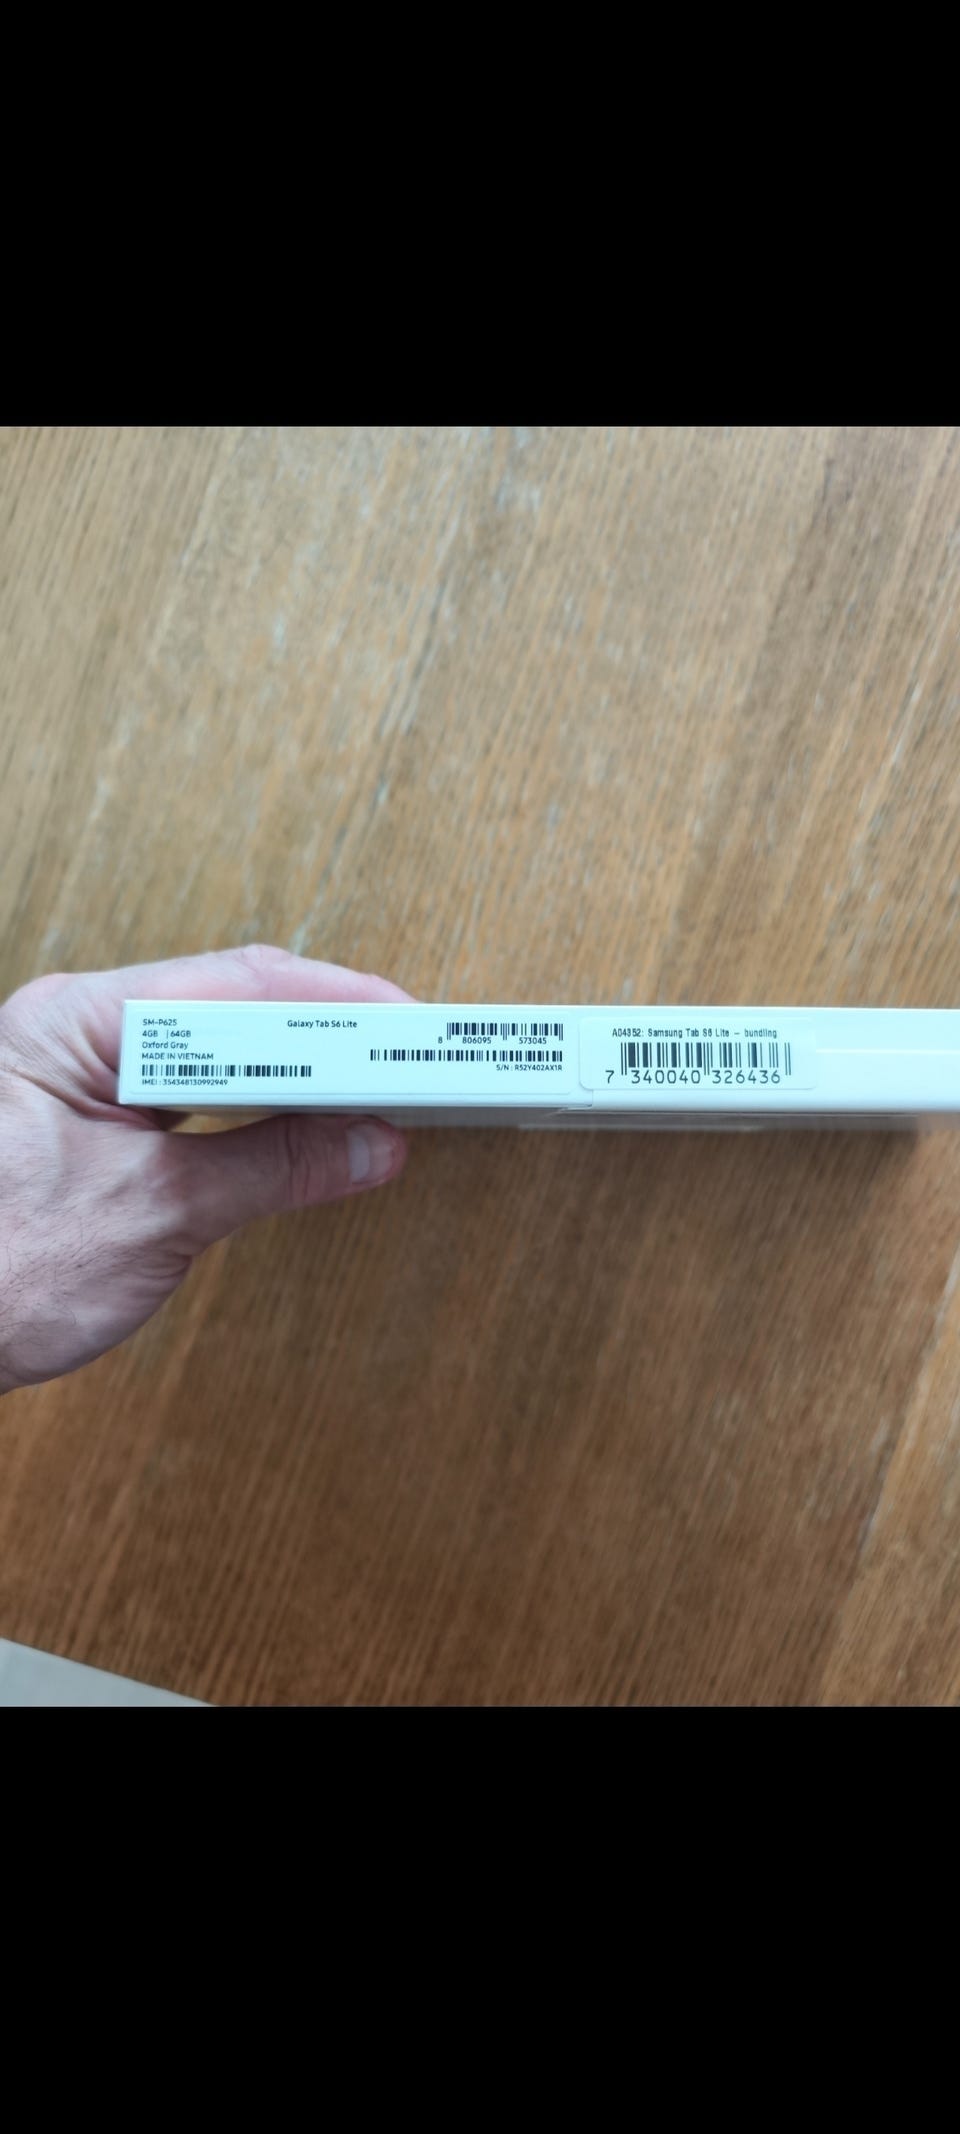 SM-P625
4GB | 64GB
Oxford Gray
MADE IN VIETNAM
IMEI : 354348130992949
Galaxy Tab S6 Lite
8 806095 573045
S/N : R52Y402AX1R
A04352: Samsung Tab S6 Lite - bundling
7 340040 326436